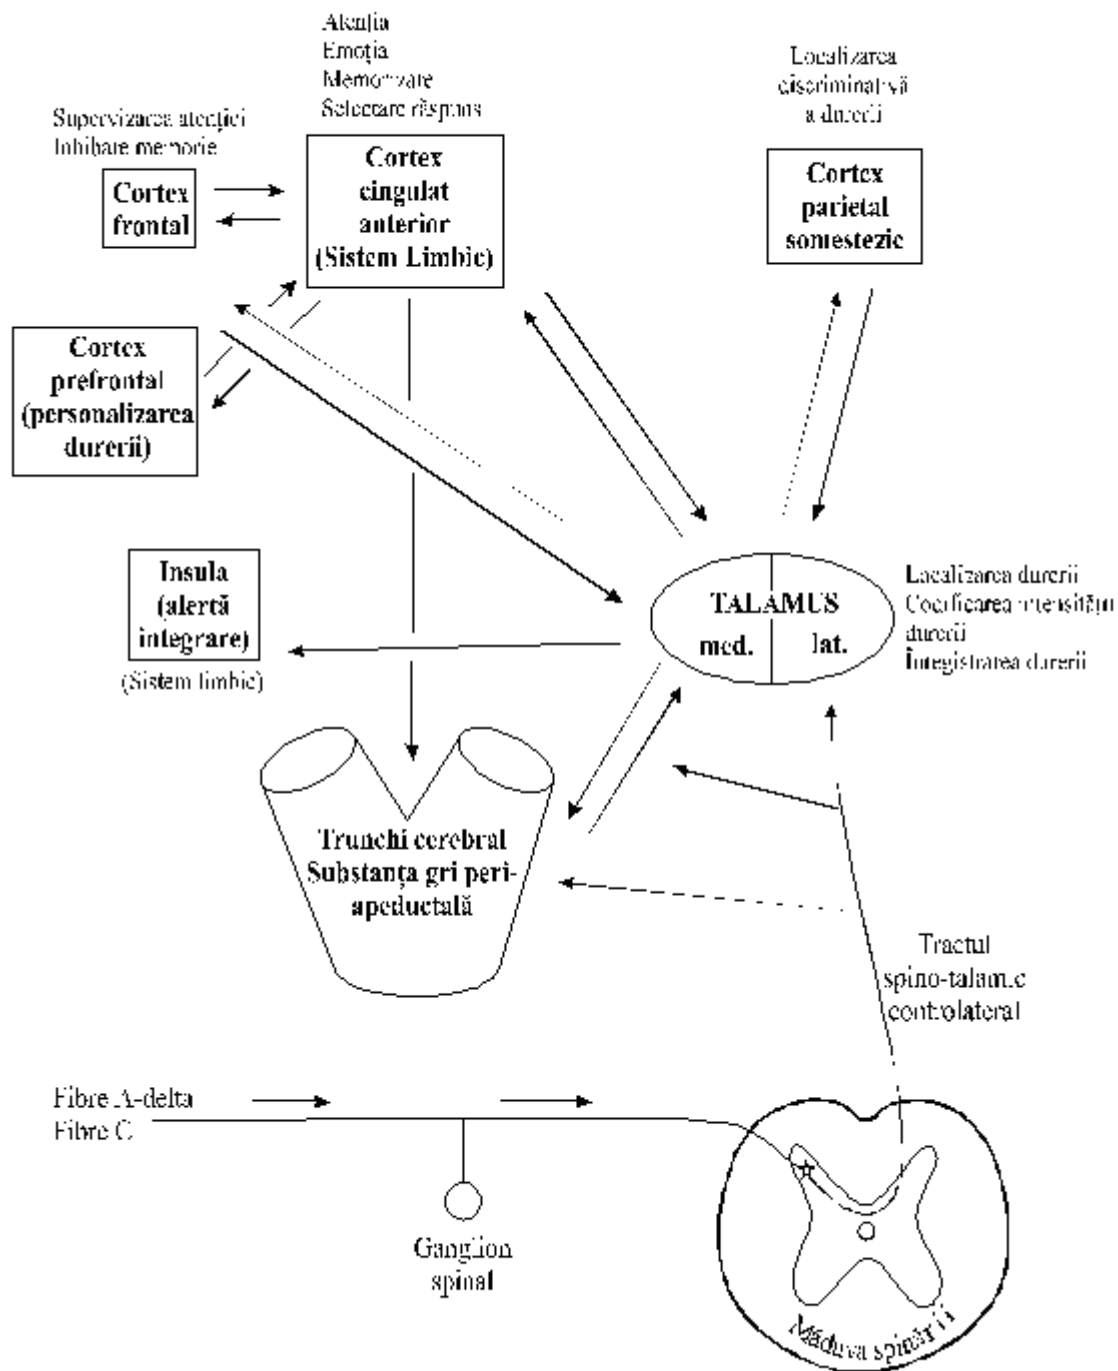 Atenția
Emoția
Memorizare
Selectare răspuns
Localizarea
discriminativă
a durerii
Supervizarea atenției
Inhibare memorie
Cortex
frontal
Cortex
cingulat
anterior
(Sistem Limbic)
Cortex
parietal
somestezic
Cortex
prefrontal
(personalizarea
durerii)
Insula
(alertă
integrare)
(Sistem limbic)
TALAMUS
med. lat.
Localizarea durerii
Codificarea intensității
durerii
Întegistrarea durerii
Trunchi cerebral
Substanța gri peri-
apeductală
Tractul
spino-talamic
controlateral
Fibre A-delta
Fibre C
Ganglion
spinal
Măduva spinării